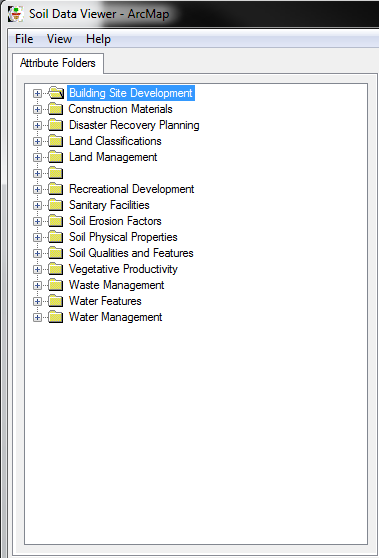 Soil Data Viewer - ArcMap
File View Help
Attribute Folders
Building Site Development
Construction Materials
Disaster Recovery Planning
Land Classifications
Land Management
Recreational Development
Sanitary Facilities
Soil Erosion Factors
Soil Physical Properties
Soil Qualities and Features
Vegetative Productivity
Waste Management
Water Features
Water Management